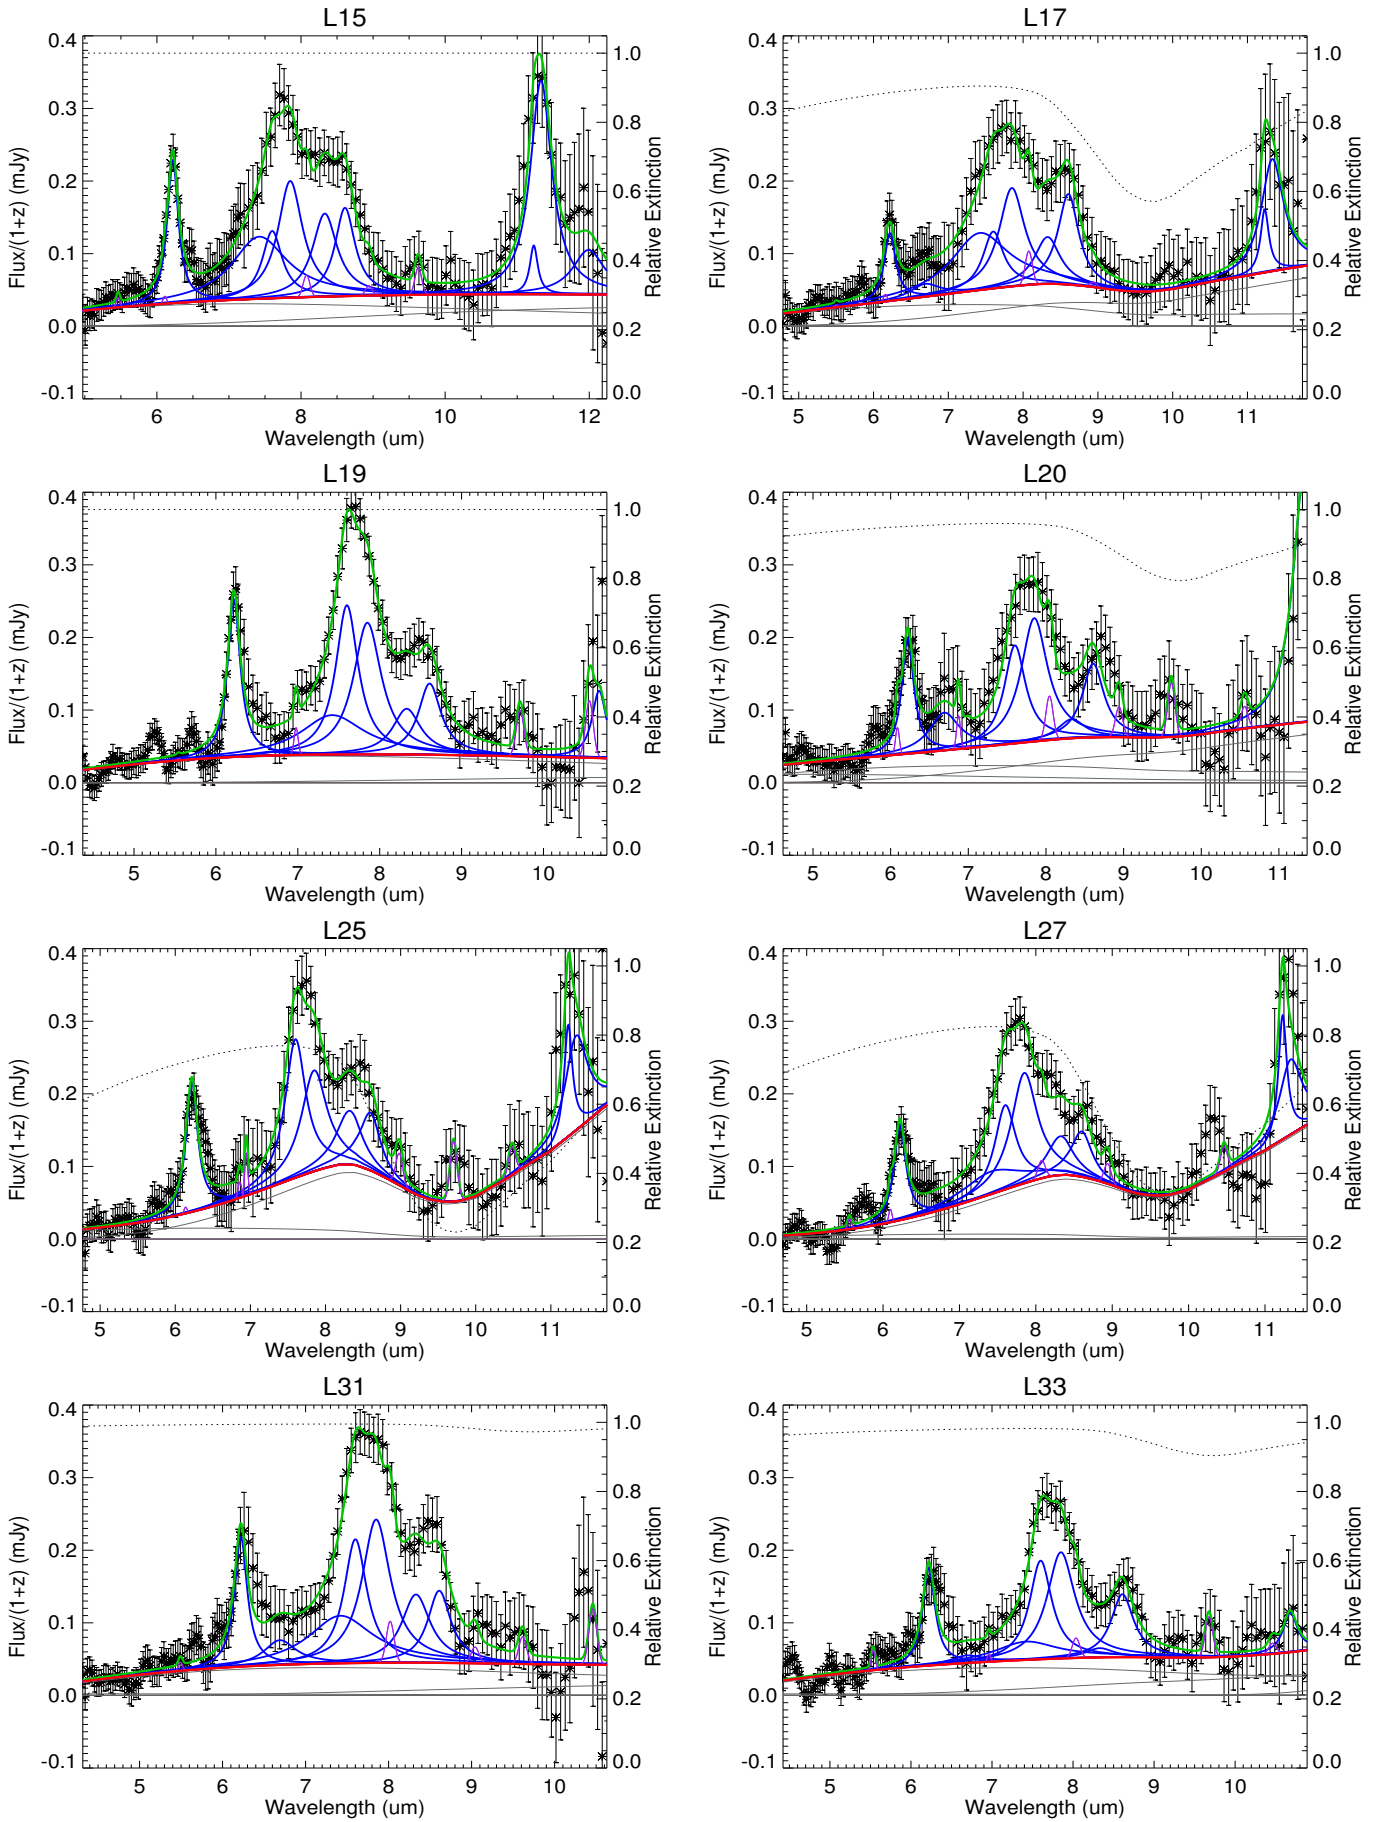 L15
0.4
0.3
0.2
0.1
0.0
-0.1
Flux/(1+z) (mJy)
1.0
0.8
0.6
0.4
0.2
0.0
Relative Extinction
6 8 10 12
Wavelength (um)
L17
0.4
0.3
0.2
0.1
0.0
-0.1
Flux/(1+z) (mJy)
1.0
0.8
0.6
0.4
0.2
0.0
Relative Extinction
5 6 7 8 9 10 11
Wavelength (um)
L19
0.4
0.3
0.2
0.1
0.0
-0.1
Flux/(1+z) (mJy)
1.0
0.8
0.6
0.4
0.2
0.0
Relative Extinction
5 6 7 8 9 10
Wavelength (um)
L20
0.4
0.3
0.2
0.1
0.0
-0.1
Flux/(1+z) (mJy)
1.0
0.8
0.6
0.4
0.2
0.0
Relative Extinction
5 6 7 8 9 10 11
Wavelength (um)
L25
0.4
0.3
0.2
0.1
0.0
-0.1
Flux/(1+z) (mJy)
1.0
0.8
0.6
0.4
0.2
0.0
Relative Extinction
5 6 7 8 9 10 11
Wavelength (um)
L27
0.4
0.3
0.2
0.1
0.0
-0.1
Flux/(1+z) (mJy)
1.0
0.8
0.6
0.4
0.2
0.0
Relative Extinction
5 6 7 8 9 10 11
Wavelength (um)
L31
0.4
0.3
0.2
0.1
0.0
-0.1
Flux/(1+z) (mJy)
1.0
0.8
0.6
0.4
0.2
0.0
Relative Extinction
5 6 7 8 9 10
Wavelength (um)
L33
0.4
0.3
0.2
0.1
0.0
-0.1
Flux/(1+z) (mJy)
1.0
0.8
0.6
0.4
0.2
0.0
Relative Extinction
5 6 7 8 9 10
Wavelength (um)